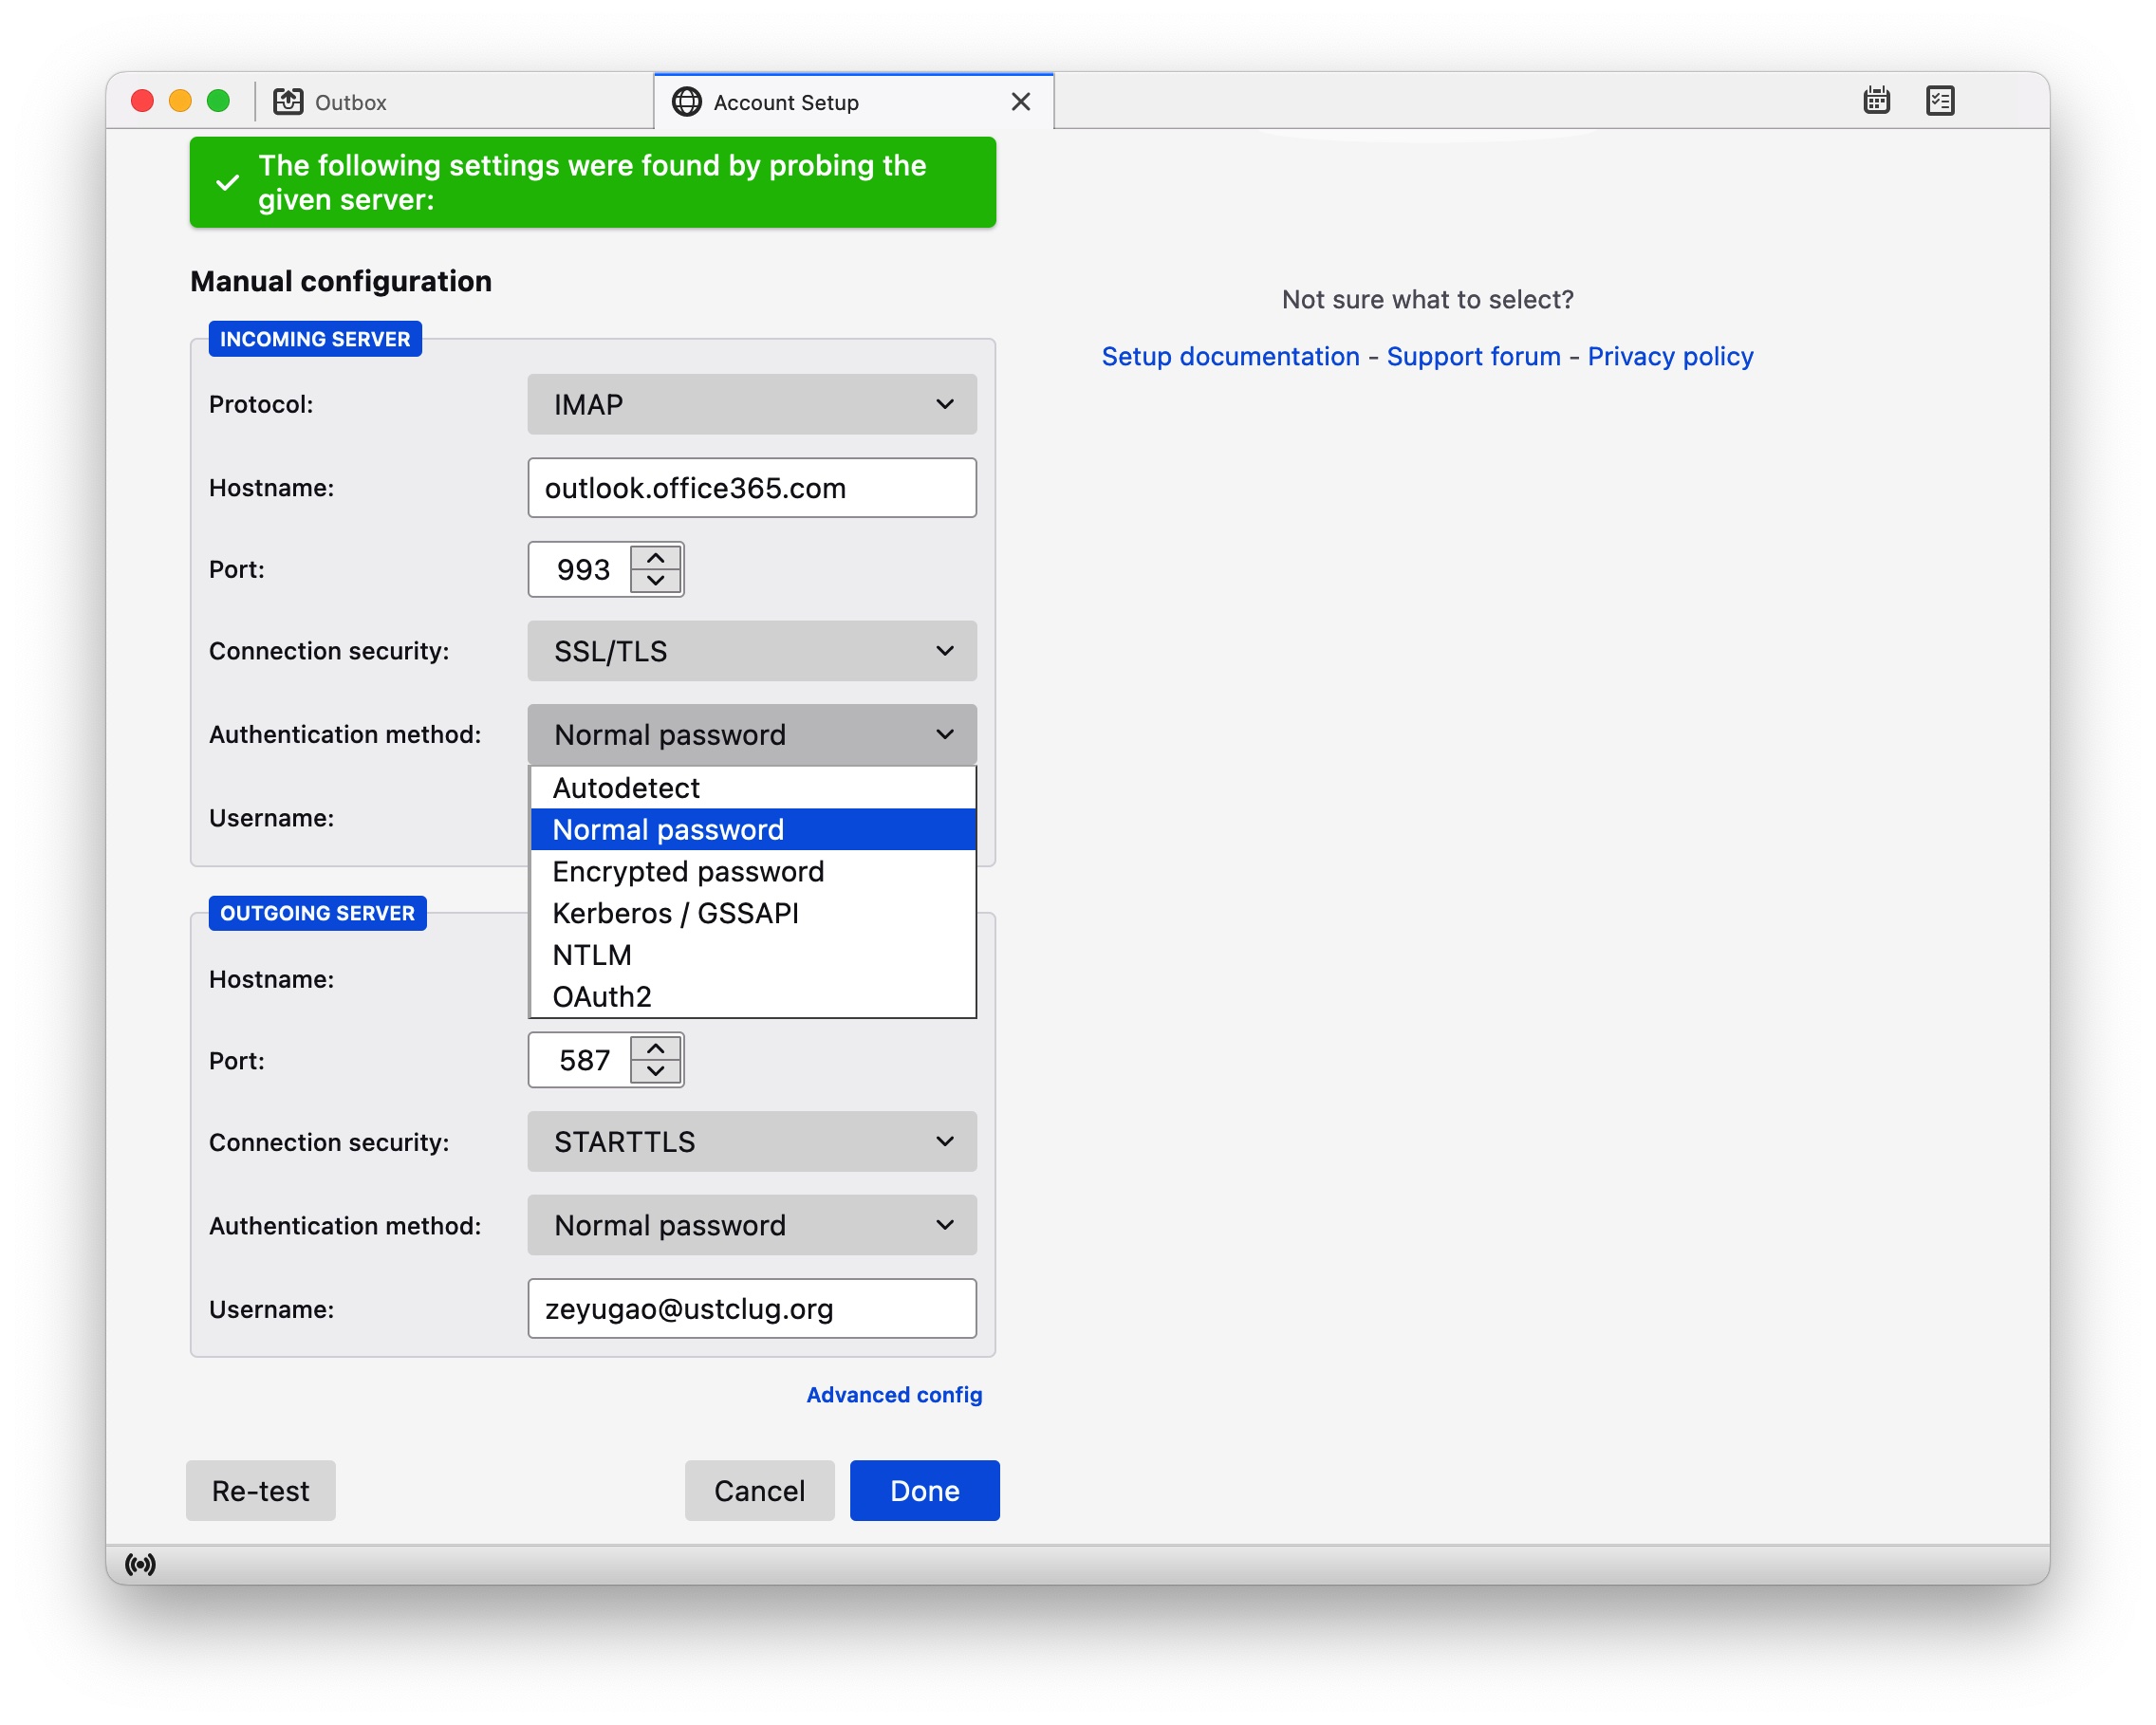 Outbox
Account Setup
The following settings were found by probing the
given server:
Manual configuration
INCOMING SERVER
Protocol:
IMAP
Hostname:
outlook.office365.com
Port:
993
Connection security:
SSL/TLS
Authentication method:
Normal password
Autodetect
Normal password
Encrypted password
Kerberos / GSSAPI
NTLM
OAuth2
Username:
OUTGOING SERVER
Hostname:
Port:
587
Connection security:
STARTTLS
Authentication method:
Normal password
Username:
zeyugao@ustclug.org
Advanced config
Re-test
Cancel
Done
Not sure what to select?
Setup documentation - Support forum - Privacy policy